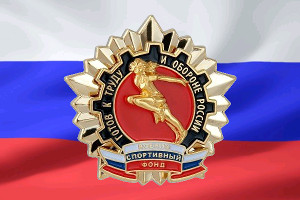 ГОТОВ К ТРУДУ И ОБОРОНЕ РОССИИ
СПОРТИВНЫЙ
ФОНД